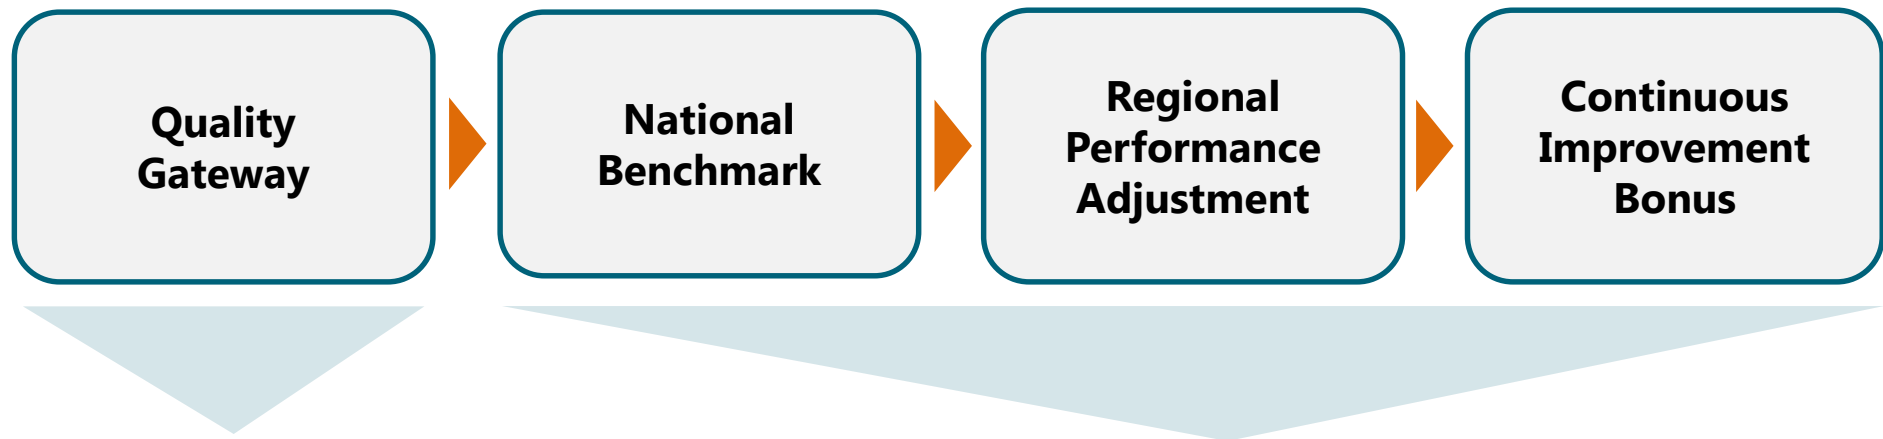 Quality
Gateway
National
Benchmark
Regional
Performance
Adjustment
Continuous
Improvement
Bonus